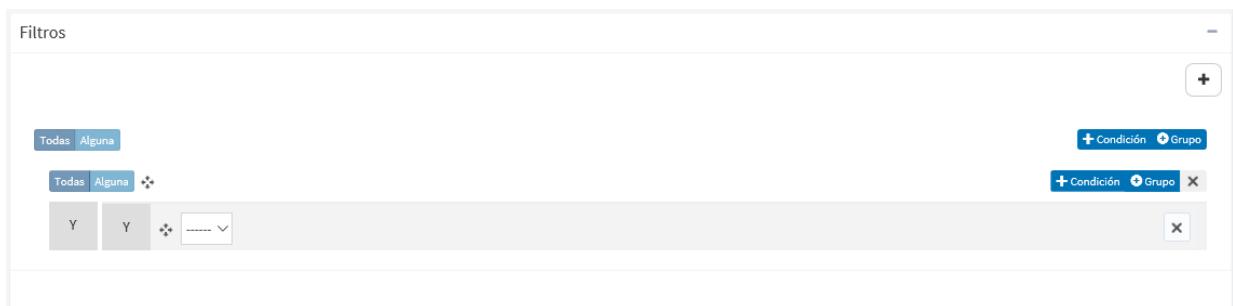 Filtros
Todas Alguna + Condición Grupo
Todas Alguna + Condición Grupo
Y Y ------